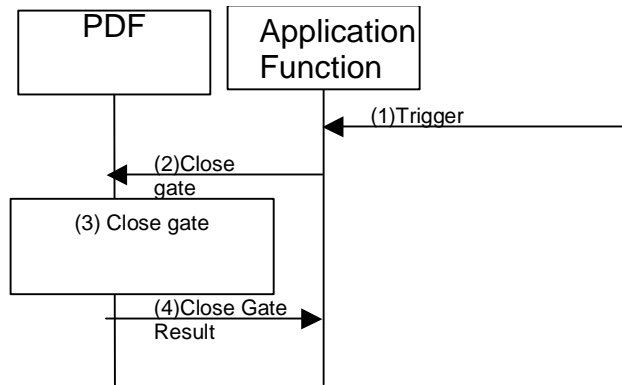 PDF
Application
Function
(1)Trigger
(2)Close
gate
(3) Close gate
(4)Close Gate
Result